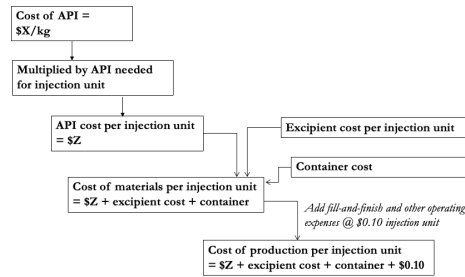 Cost of API =
$X/kg
Multiplied by API needed
for injection unit
API cost per injection unit
= $Z
Excipient cost per injection unit
Container cost
Cost of materials per injection unit
= $Z + excipient cost + container
Add fill-and-finish and other operating
expenses @ $0.10 injection unit
Cost of production per injection unit
= $Z + excipient cost + container + $0.10